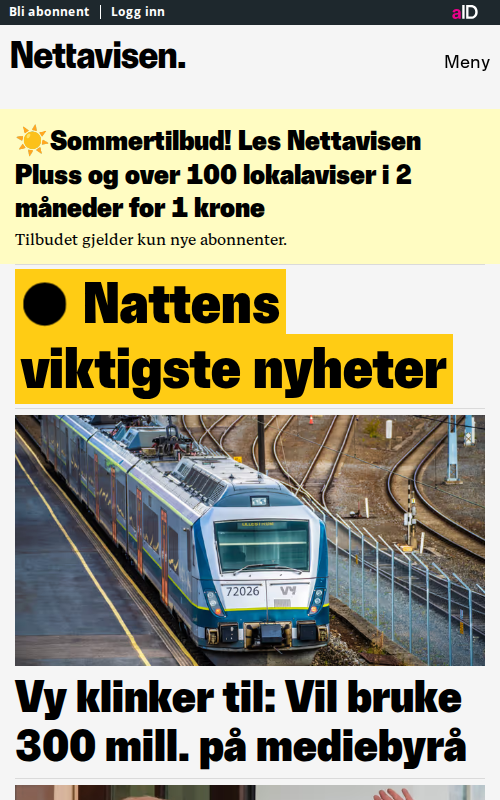 Bli abonnent | Logg inn
aID
Nettavisen.
Meny
☀️Sommertilbud! Les Nettavisen
Pluss og over 100 lokalaviser i 2
måneder for 1 krone
Tilbudet gjelder kun nye abonnenter.
● Nattens
viktigste nyheter
72026
vy
Vy klinker til: Vil bruke
300 mill. på mediebyrå